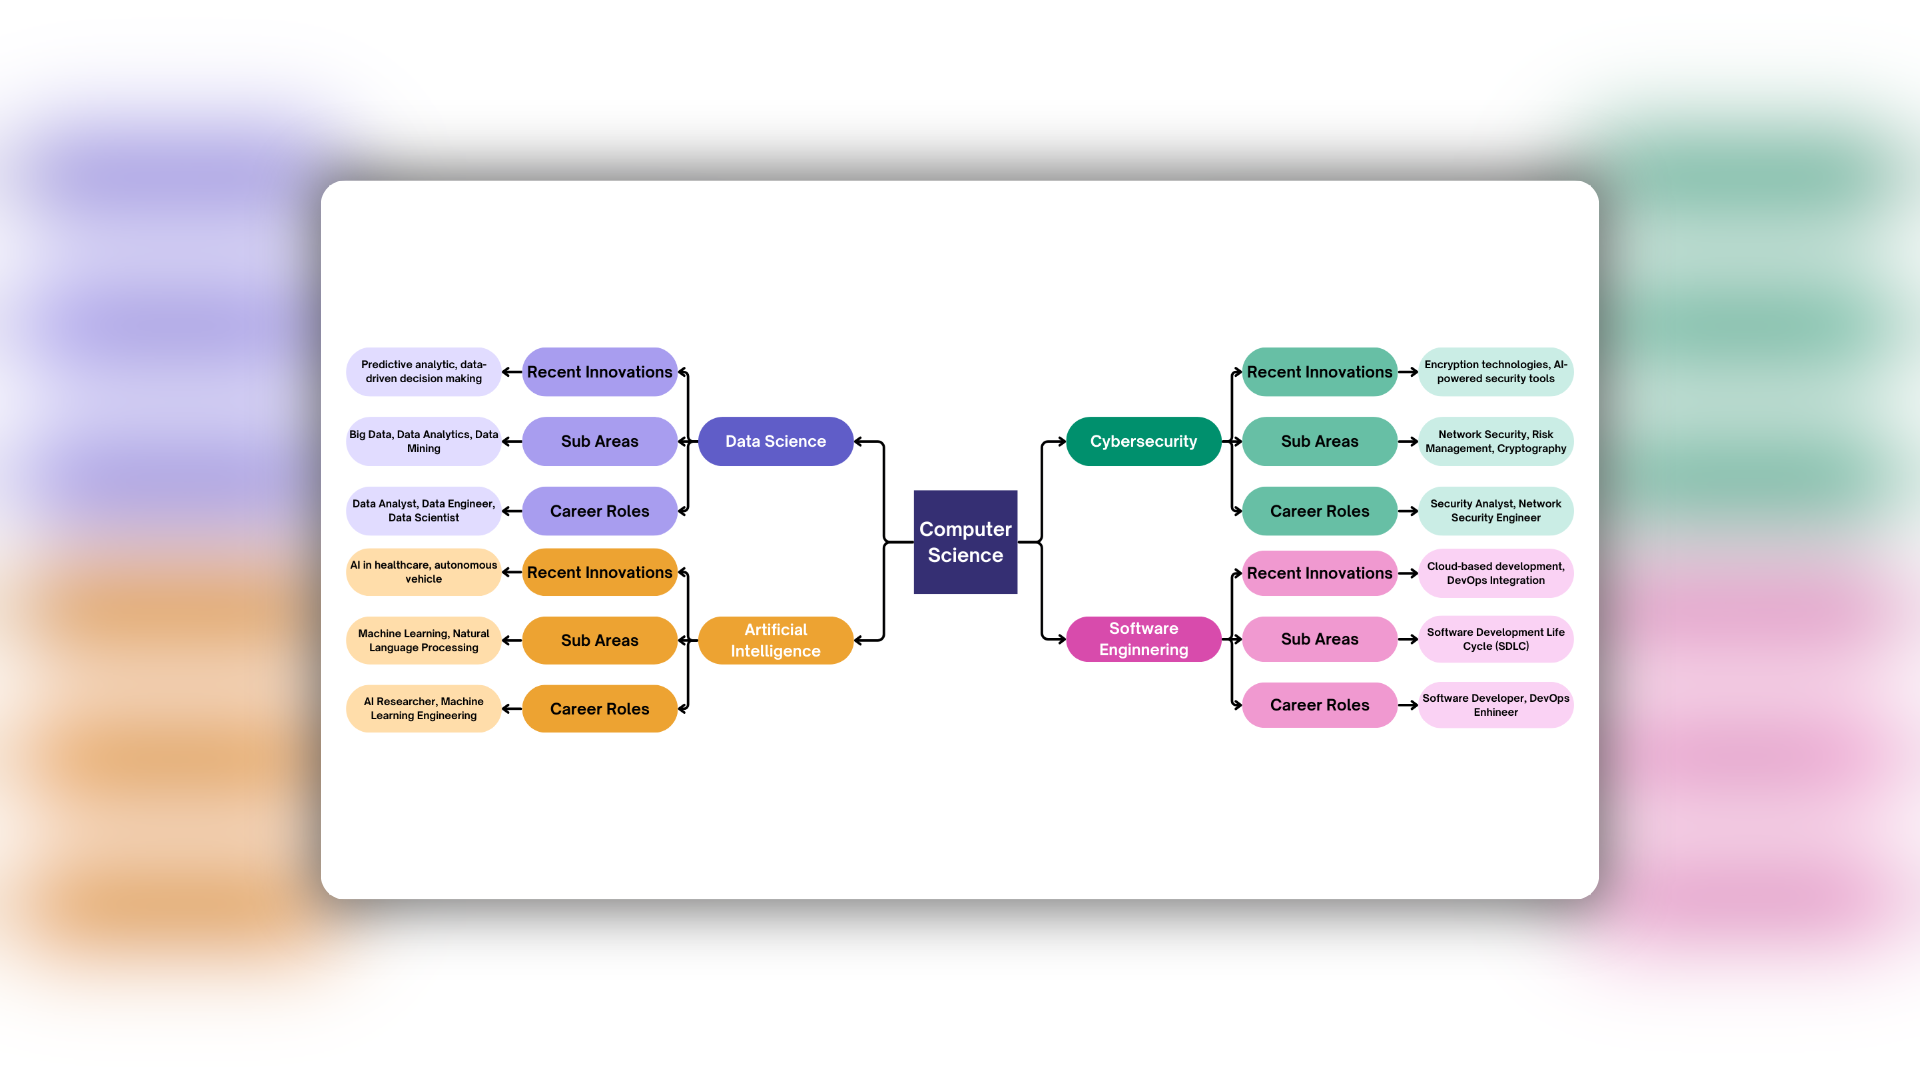 Predictive analytic, data-
driven decision making
Recent Innovations
Big Data, Data Analytics, Data
Mining
Sub Areas
Data Science
Data Analyst, Data Engineer,
Data Scientist
Career Roles
AI in healthcare, autonomous
vehicle
Recent Innovations
Machine Learning, Natural
Language Processing
Sub Areas
Artificial
Intelligence
AI Researcher, Machine
Learning Engineering
Career Roles
Computer
Science
Cybersecurity
Recent Innovations
Encryption technologies, AI-
powered security tools
Sub Areas
Network Security, Risk
Management, Cryptography
Career Roles
Security Analyst, Network
Security Engineer
Software
Enginnering
Recent Innovations
Cloud-based development,
DevOps Integration
Sub Areas
Software Development Life
Cycle (SDLC)
Career Roles
Software Developer, DevOps
Enhineer